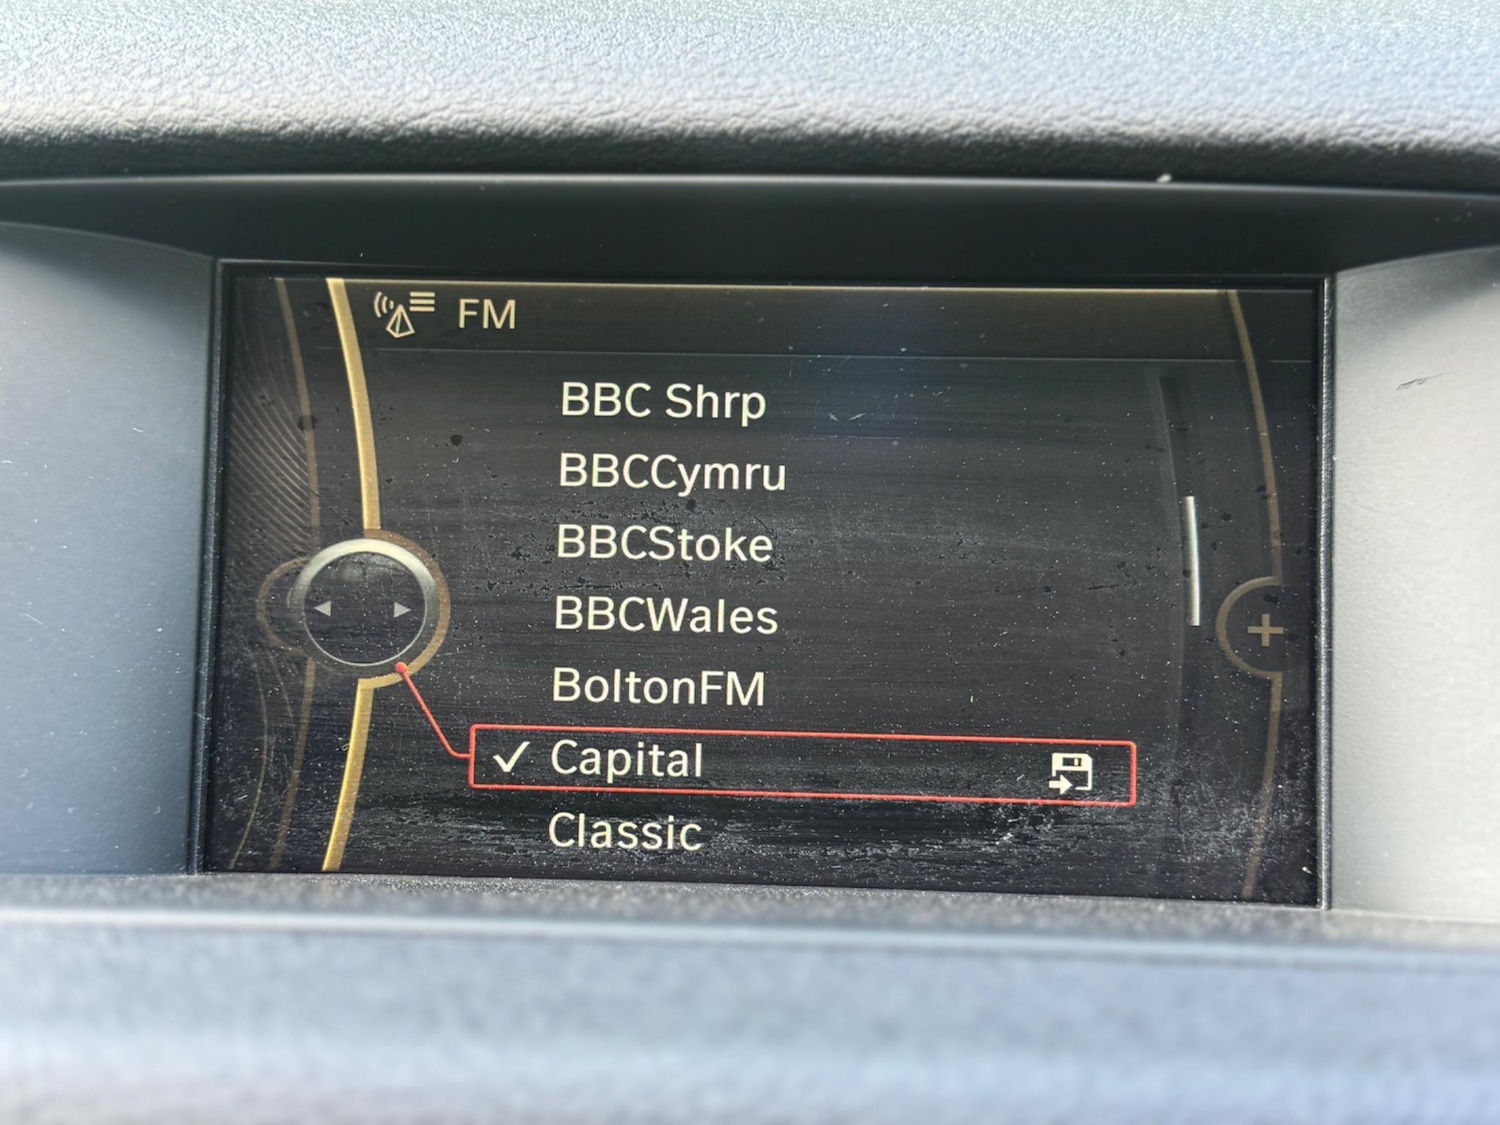 FM
BBC Shrp
BBCCymru
BBCStoke
BBCWales
BoltonFM
Capital
Classic